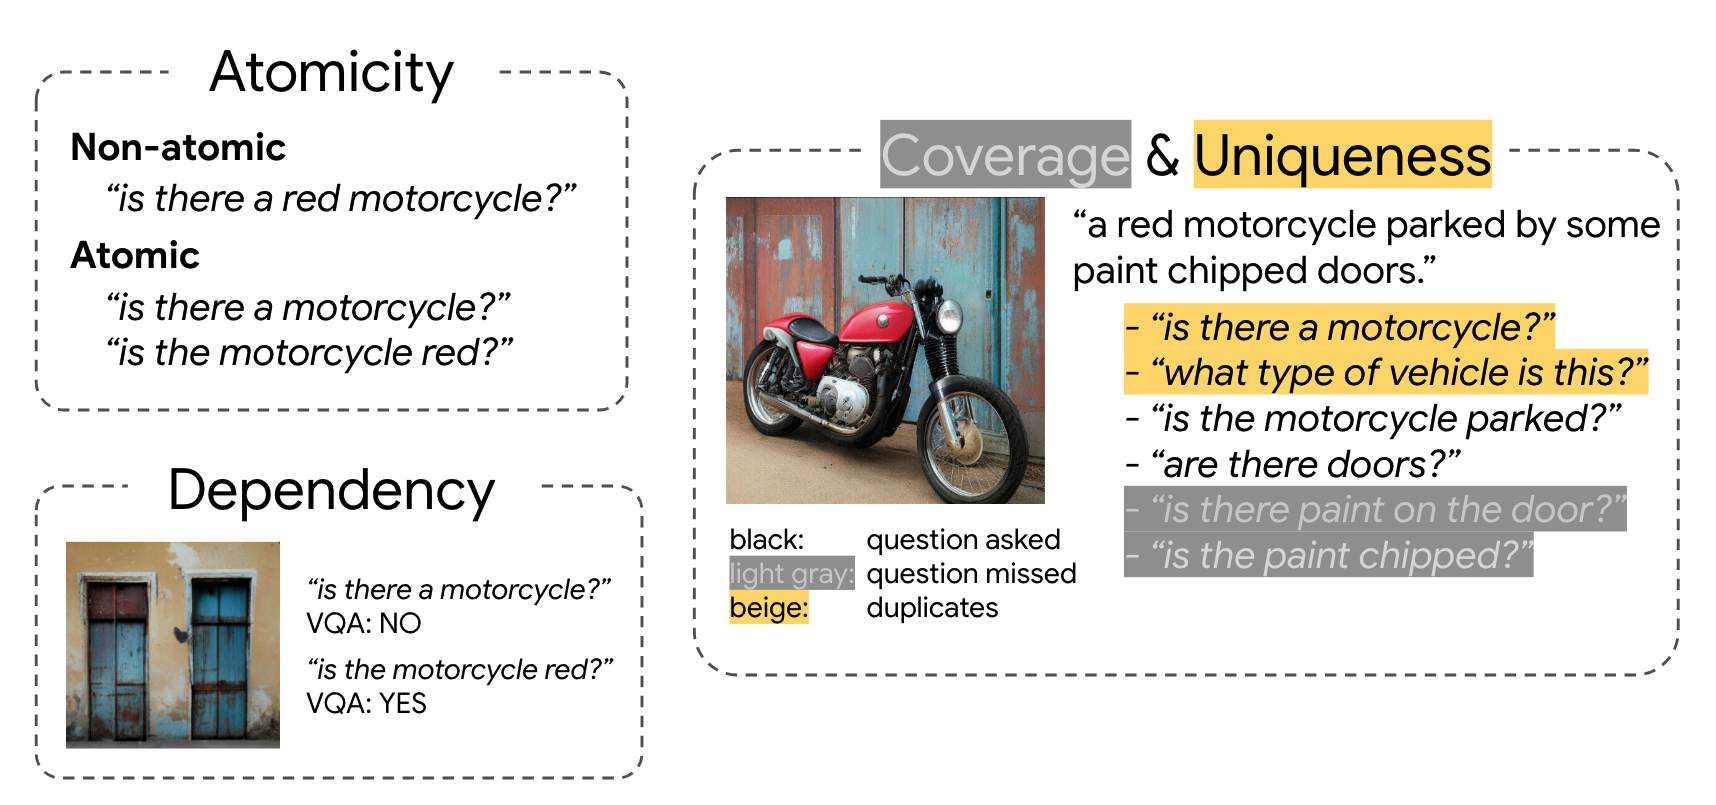 Atomicity
Non-atomic
“is there a red motorcycle?”
Atomic
“is there a motorcycle?”
“is the motorcycle red?”
Dependency
“is there a motorcycle?”
VQA: NO
“is the motorcycle red?”
VQA: YES
Coverage & Uniqueness
“a red motorcycle parked by some
paint chipped doors.”
- “is there a motorcycle?”
- “what type of vehicle is this?”
- “is the motorcycle parked?”
- “are there doors?”
- “is there paint on the door?”
- “is the paint chipped?”
black: question asked
light gray: question missed
beige: duplicates